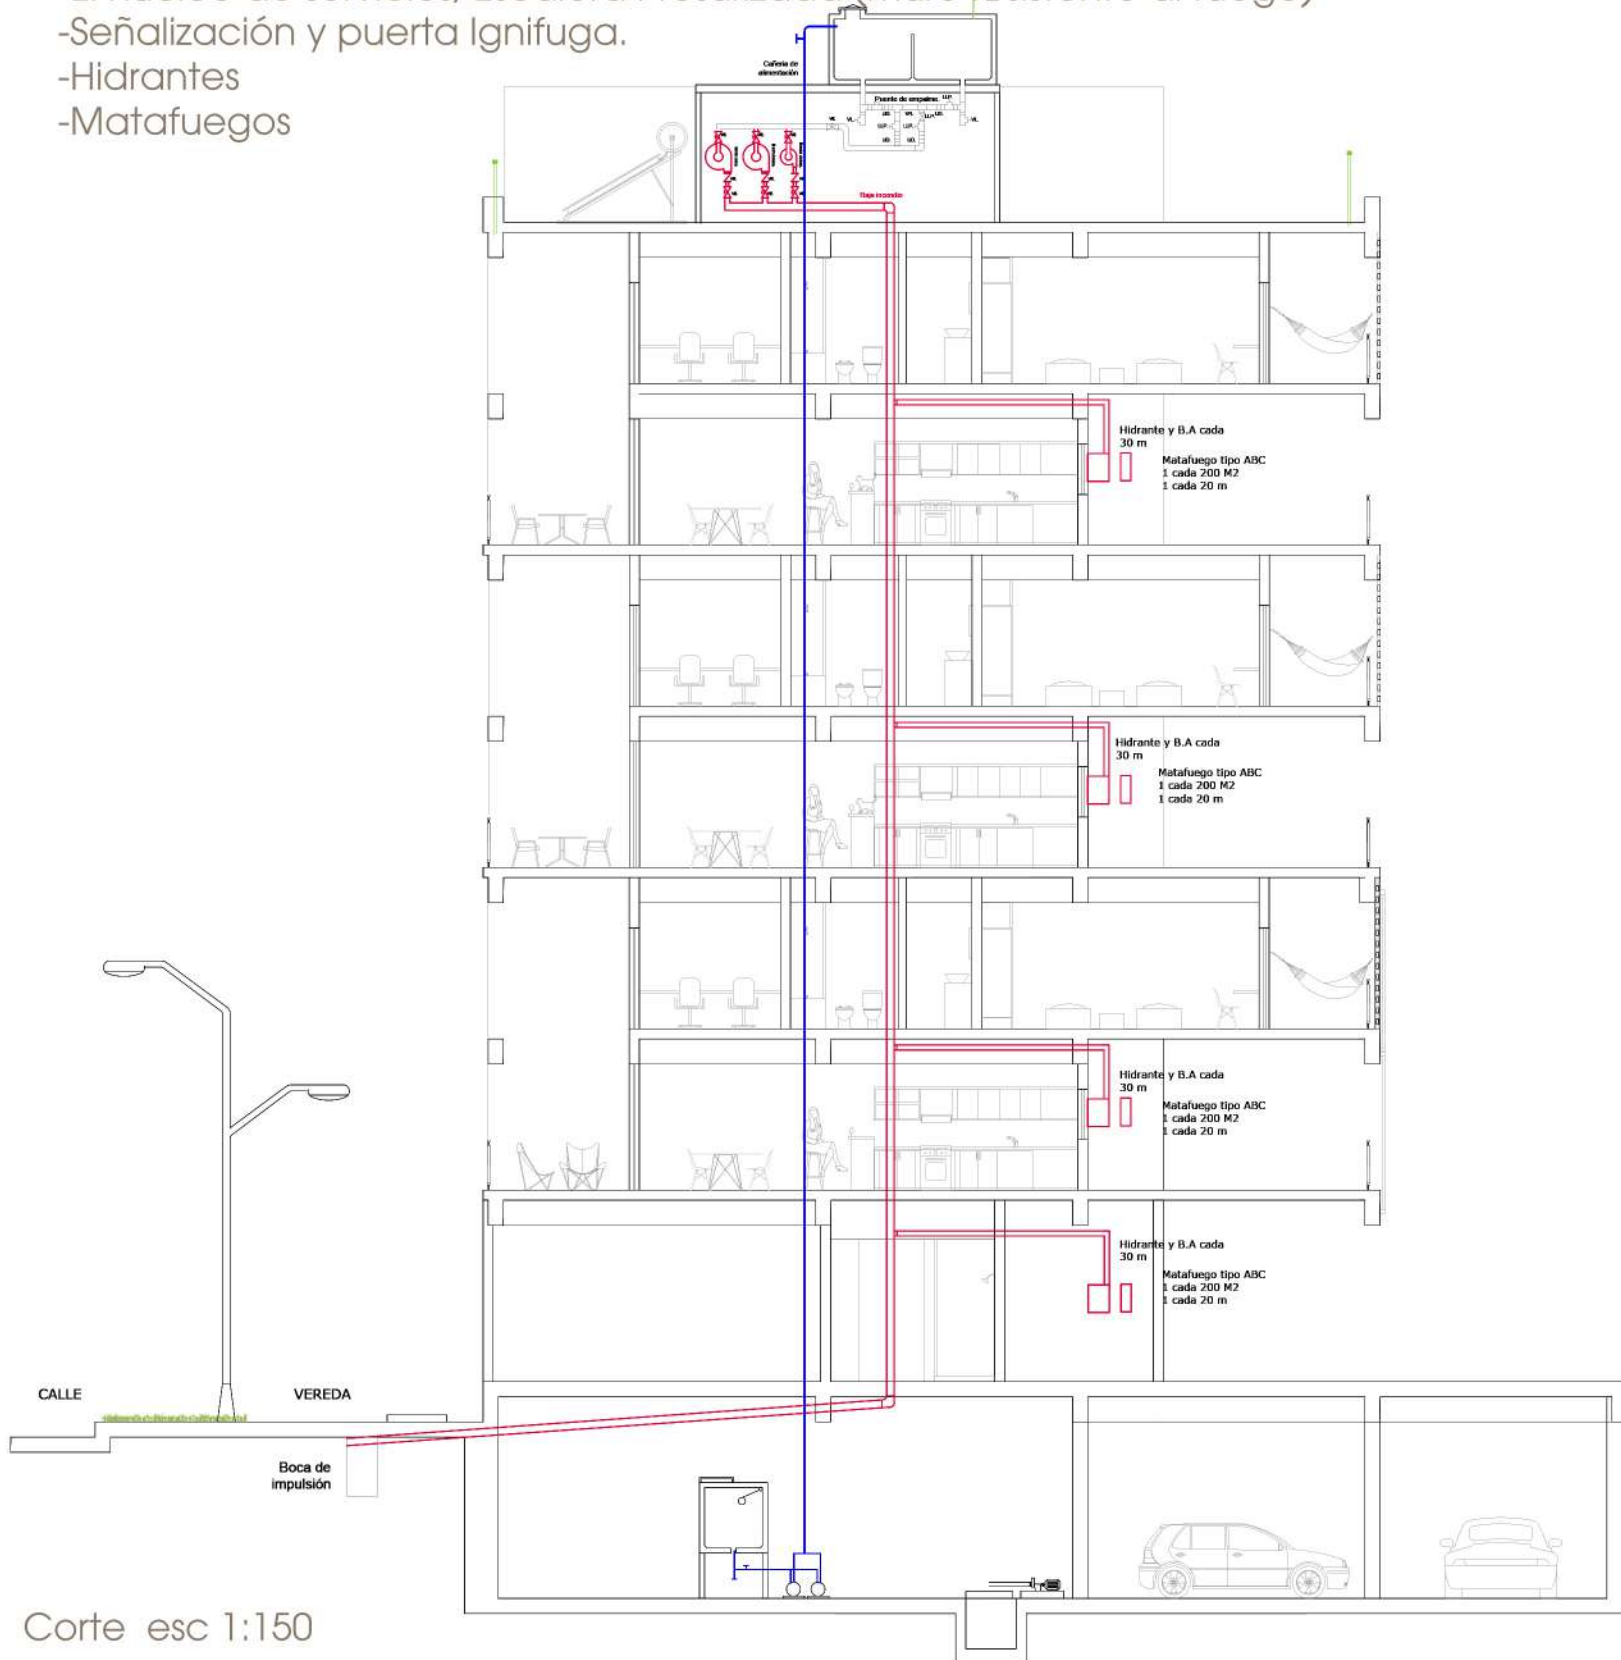 -Señalización y puerta Ignifuga.
-Hidrantes
-Matafuegos
Cañería de
alimentación
Puente de empalme.
Baja incendio
Hidrante y B.A cada
30 m
Matafuego tipo ABC
1 cada 200 M2
1 cada 20 m
Hidrante y B.A cada
30 m
Matafuego tipo ABC
1 cada 200 M2
1 cada 20 m
Hidrante y B.A cada
30 m
Matafuego tipo ABC
1 cada 200 M2
1 cada 20 m
Hidrante y B.A cada
30 m
Matafuego tipo ABC
1 cada 200 M2
1 cada 20 m
CALLE
VEREDA
Boca de
impulsión
Corte esc 1:150